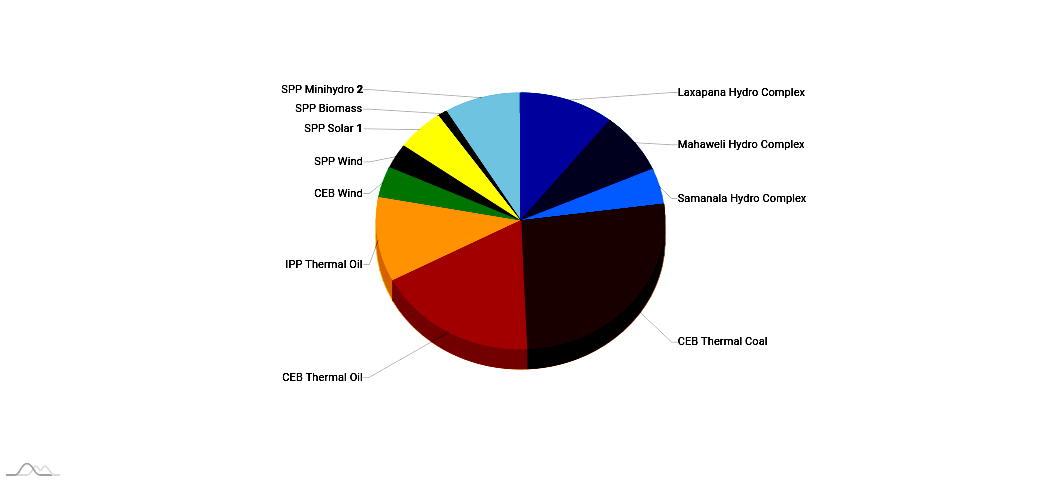 SPP Minihydro 2
SPP Biomass
SPP Solar 1
SPP Wind
CEB Wind
IPP Thermal Oil
CEB Thermal Oil
Laxapana Hydro Complex
Mahaweli Hydro Complex
Samanala Hydro Complex
CEB Thermal Coal